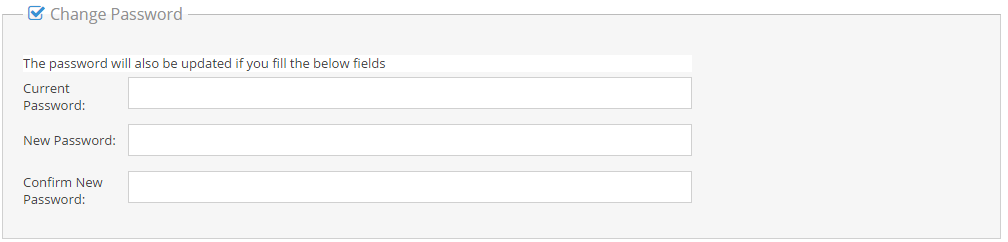 Change Password
The password will also be updated if you fill the below fields
Current
Password:
New Password:
Confirm New
Password: